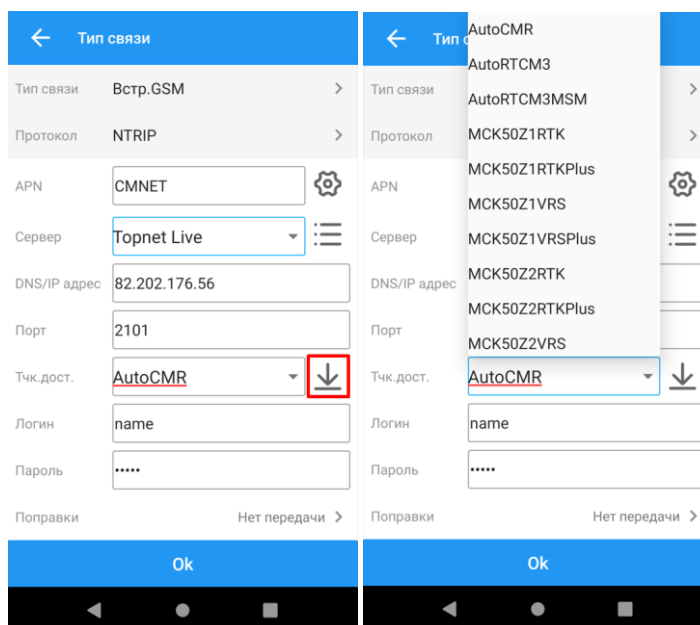 Тип связи
Тип связи Встр.GSM
Протокол NTRIP
APN CMNET
Сервер Topnet Live
DNS/IP адрес 82.202.176.56
Порт 2101
Тчк.дост. AutoCMR
Логин name
Пароль •••••
Поправки Нет передачи
Ok
Тип с
AutoCMR
AutoRTCM3
AutoRTCM3MSM
MCK50Z1RTK
MCK50Z1RTKPlus
MCK50Z1VRS
MCK50Z1VRSPlus
MCK50Z2RTK
MCK50Z2RTKPlus
MCK50Z2VRS
Тип связи
Протокол
APN
Сервер
DNS/IP адрес
Порт
Тчк.дост. AutoCMR
Логин name
Пароль •••••
Поправки Нет передачи
Ok